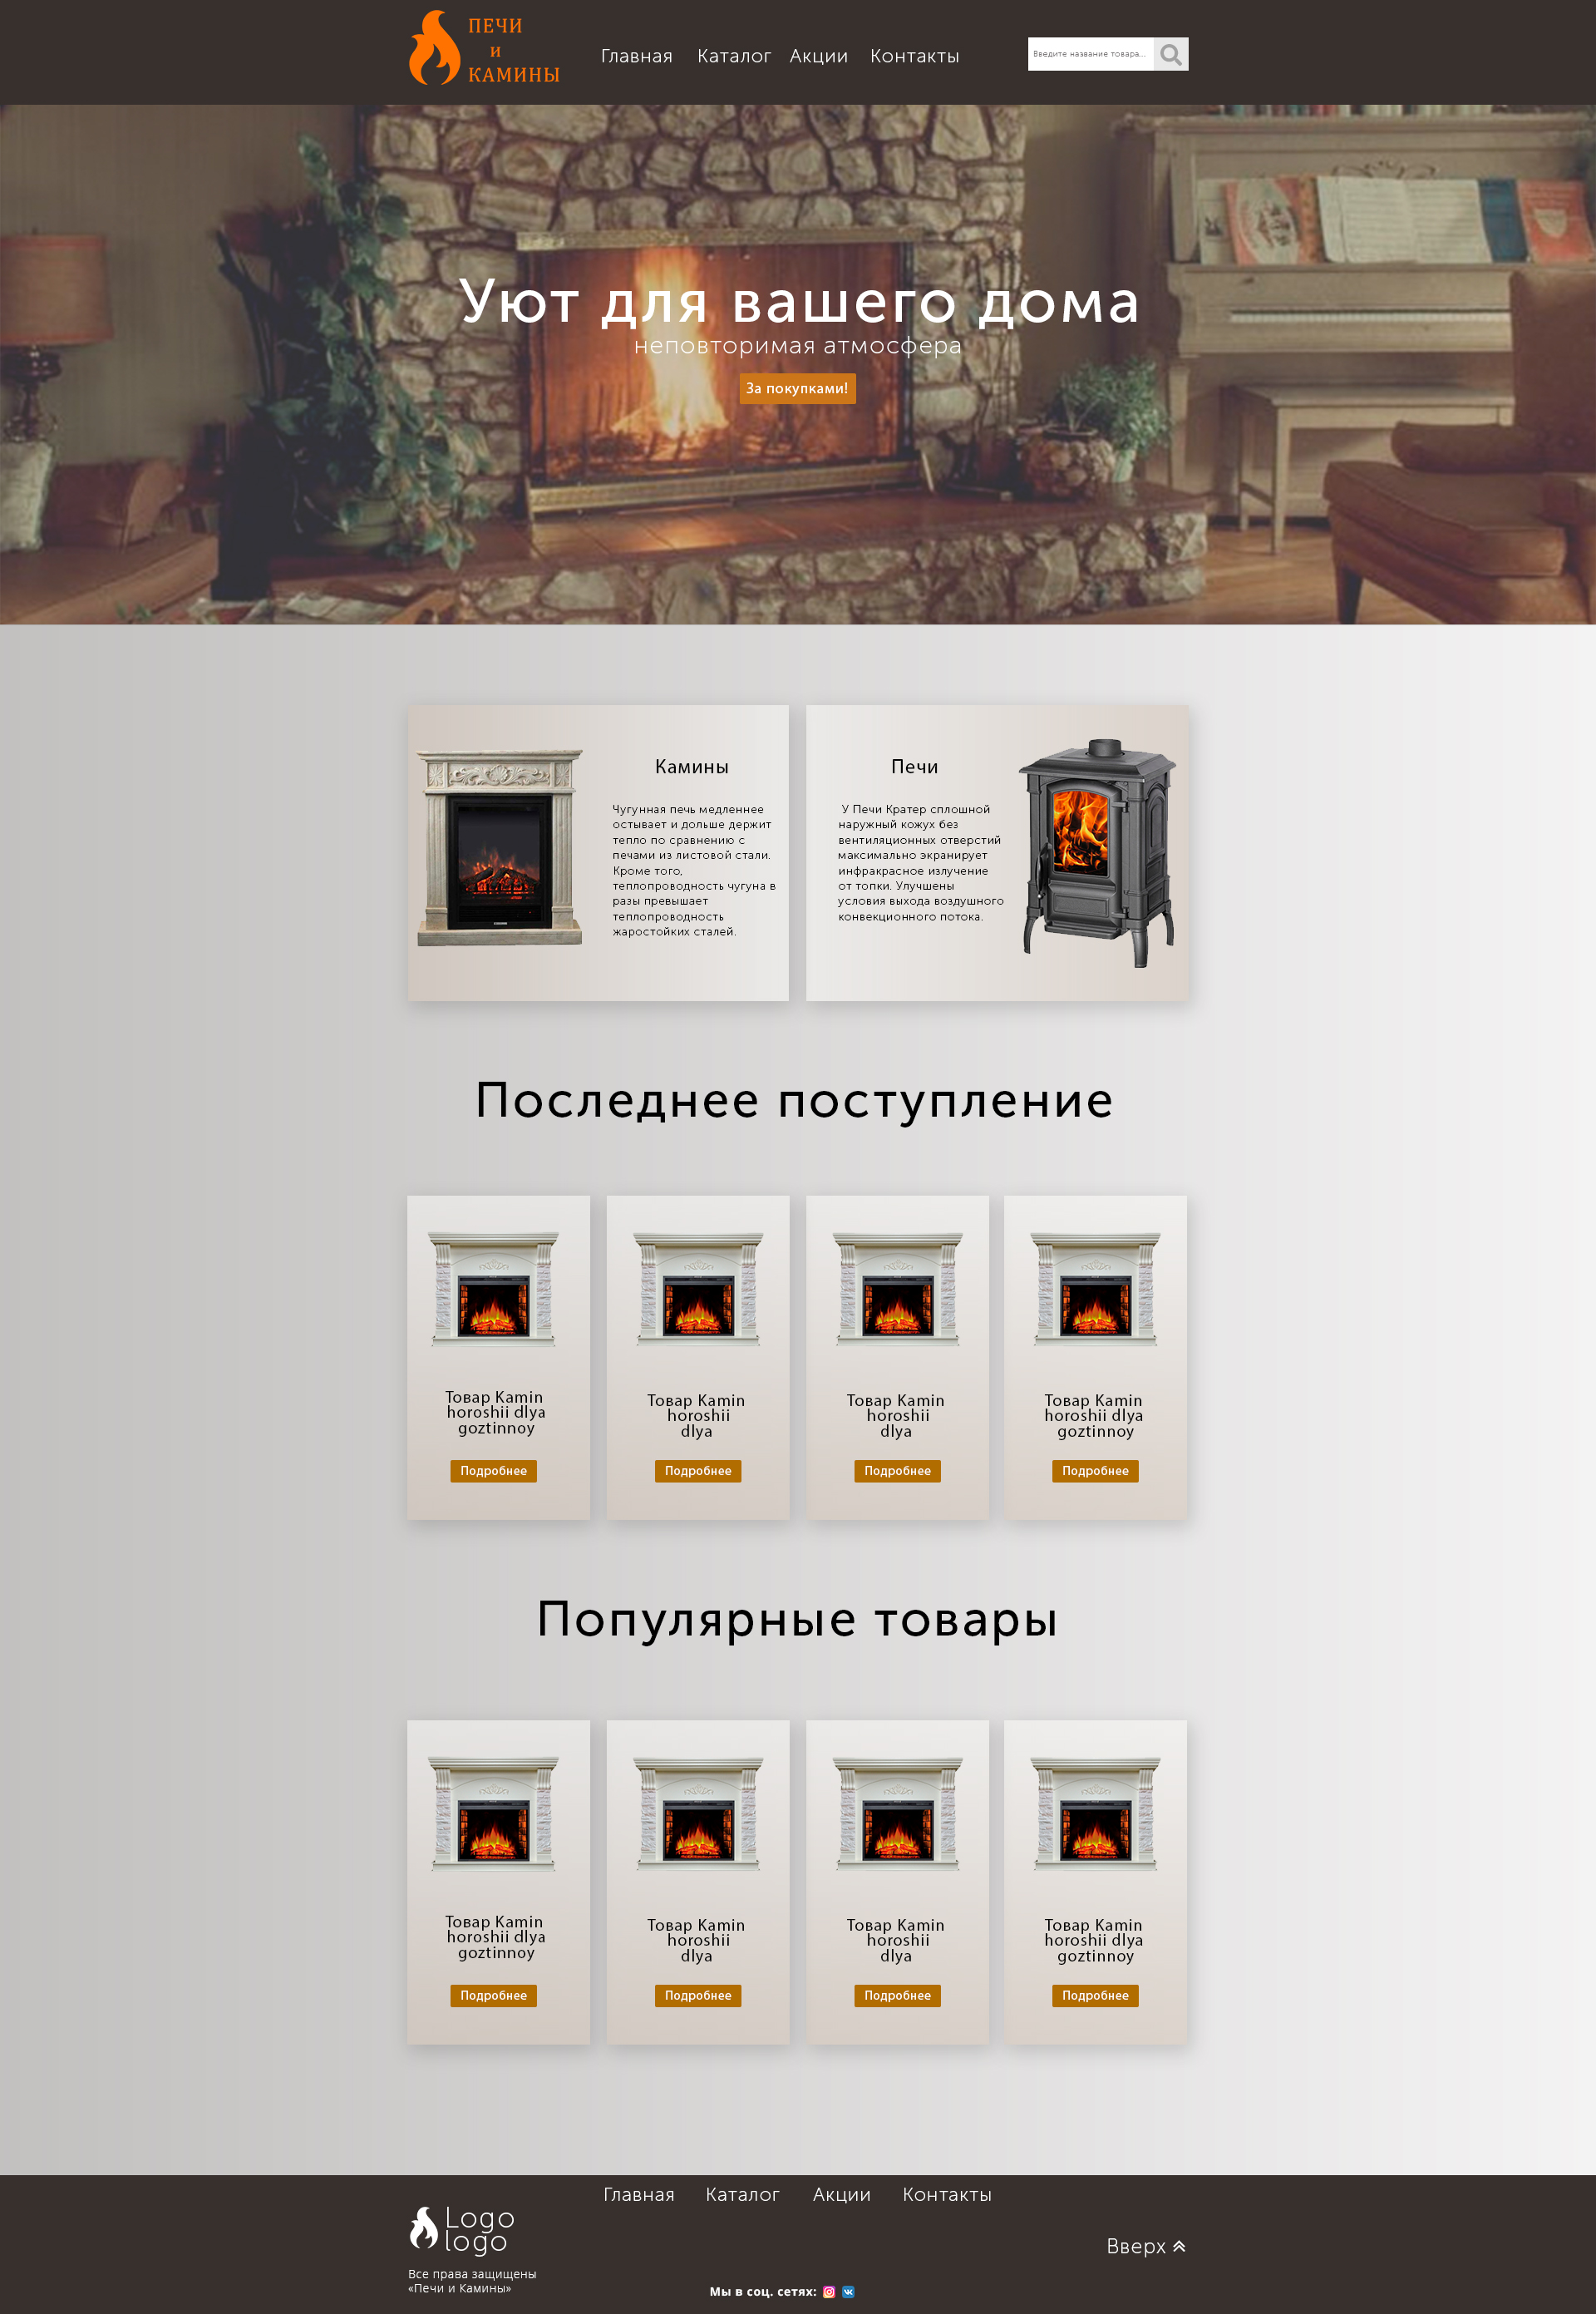 ПЕЧИ
и
КАМИНЫ
Главная Каталог Акции Контакты
Введите название товара...
Уют для вашего дома
неповторимая атмосфера
За покупками!
Камины
Чугунная печь медленнее
остывает и дольше держит
тепло по сравнению с
печами из листовой стали.
Кроме того,
теплопроводность чугуна в
разы превышает
теплопроводность
жаростойких сталей.
Печи
У Печи Кратер сплошной
наружный кожух без
вентиляционных отверстий
максимально экранирует
инфракрасное излучение
от топки. Улучшены
условия выхода воздушного
конвекционного потока.
Последнее поступление
Товар Kamin
horoshii dlya
goztinnoy
Подробнее
Товар Kamin
horoshii
dlya
Подробнее
Товар Kamin
horoshii
dlya
Подробнее
Товар Kamin
horoshii dlya
goztinnoy
Подробнее
Популярные товары
Товар Kamin
horoshii dlya
goztinnoy
Подробнее
Товар Kamin
horoshii
dlya
Подробнее
Товар Kamin
horoshii
dlya
Подробнее
Товар Kamin
horoshii dlya
goztinnoy
Подробнее
Главная Каталог Акции Контакты
Logo
logo
Вверх
Все права защищены
«Печи и Камины»
Мы в соц. сетях: